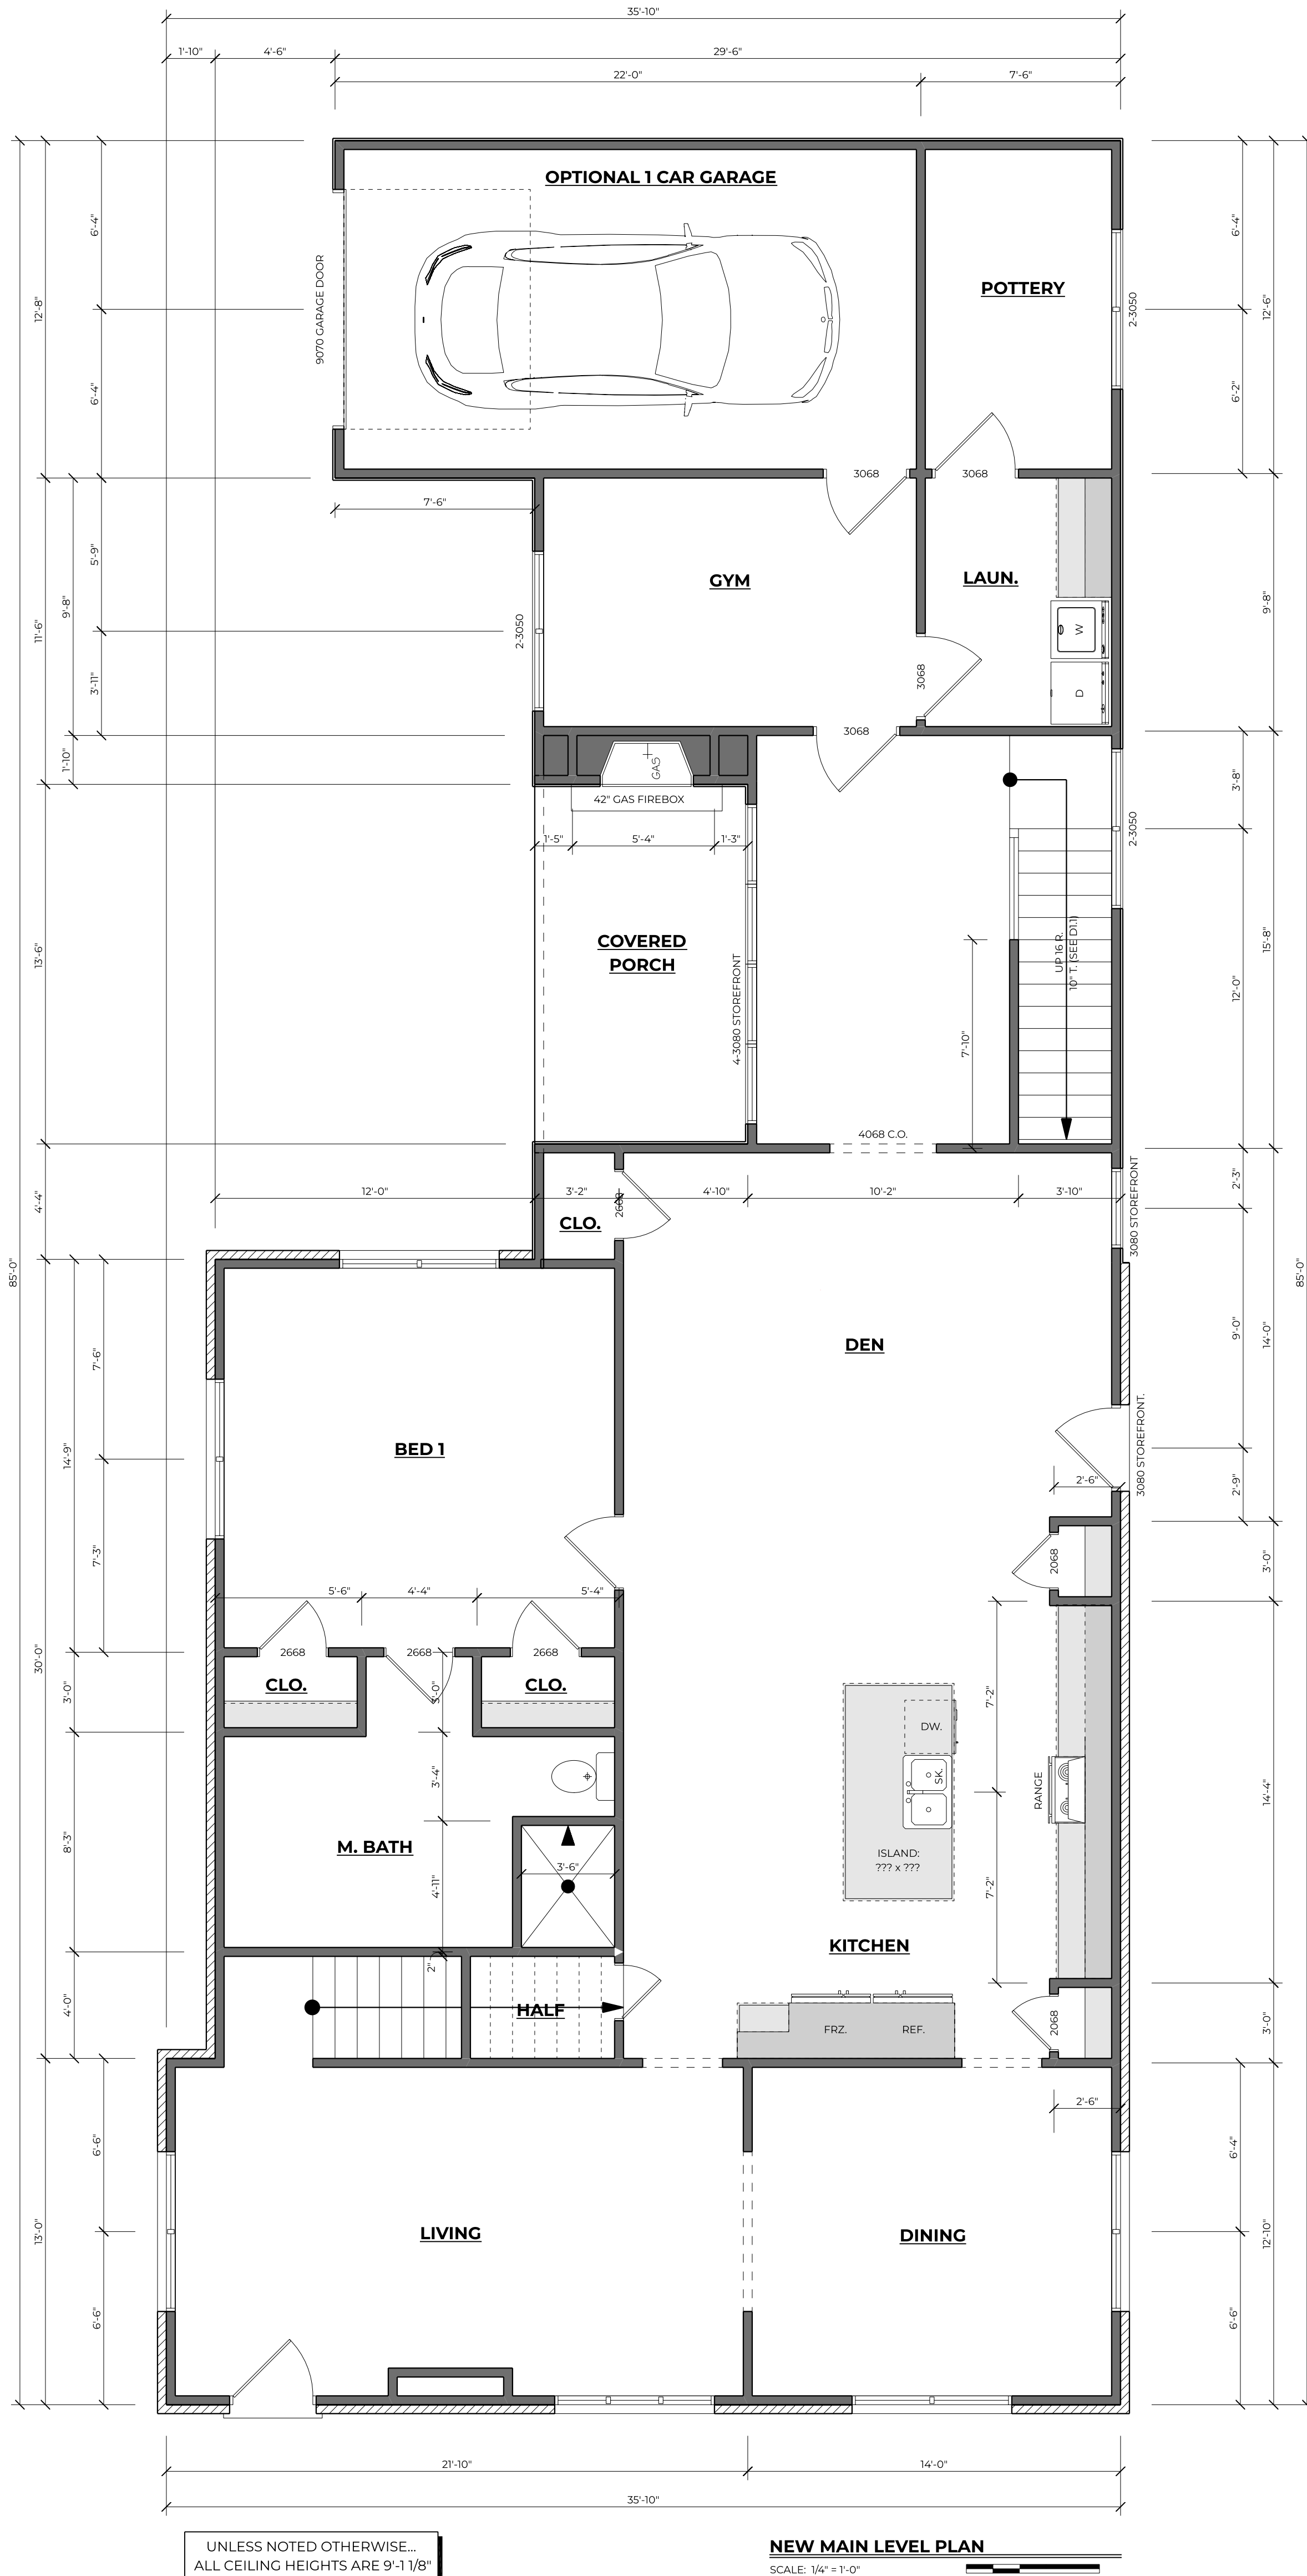 35'-10"
1'-10"
4'-6"
29'-6"
22'-0"
7'-6"
OPTIONAL 1 CAR GARAGE
POTTERY
9070 GARAGE DOOR
2-3050
6'-4"
12'-8"
6'-4"
6'-4"
12'-6"
6'-2"
3068
3068
7'-6"
GYM
LAUN.
W
D
3068
2-3050
5'-9"
9'-8"
11'-6"
3'-11"
1'-10"
9'-8"
3068
GAS
42" GAS FIREBOX
1'-5"
5'-4"
1'-3"
COVERED
PORCH
4-3080 STOREFRONT
2-3050
UP 16 R.
10" T. (SEE D1.1)
7'-10"
3'-8"
15'-8"
12'-0"
13'-6"
4068 C.O.
12'-0"
3'-2"
2668
4'-10"
10'-2"
3'-10"
CLO.
3080 STOREFRONT
2'-3"
4'-4"
85'-0"
85'-0"
DEN
9'-0"
14'-0"
7'-6"
14'-9"
BED 1
3080 STOREFRONT.
2'-6"
2'-9"
7'-3"
5'-6"
4'-4"
5'-4"
2068
3'-0"
2668
2668
2668
CLO.
CLO.
3'-0"
30'-0"
3'-0"
7'-2"
DW.
SK.
3'-4"
RANGE
14'-4"
M. BATH
8'-3"
3'-6"
4'-11"
ISLAND:
??? x ???
7'-2"
KITCHEN
2"
HALF
4'-0"
FRZ.
REF.
2068
3'-0"
2'-6"
6'-6"
6'-4"
LIVING
DINING
13'-0"
12'-10"
6'-6"
6'-6"
21'-10"
14'-0"
35'-10"
UNLESS NOTED OTHERWISE...
ALL CEILING HEIGHTS ARE 9'-1 1/8"
NEW MAIN LEVEL PLAN
SCALE: 1/4" = 1'-0"